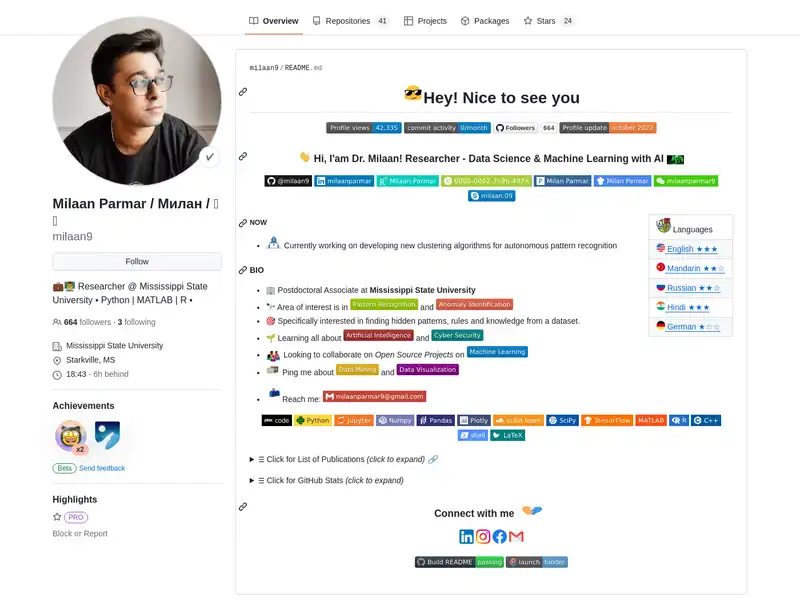 Overview
Repositories 41
Projects
Packages
Stars 24
Milaan Parmar / Милан /
milaan9
Follow
Researcher @ Mississippi State
University • Python | MATLAB | R •
664 followers · 3 following
Mississippi State University
Starkville, MS
18:43 - 6h behind
Achievements
x2
Beta Send feedback
Highlights
PRO
Block or Report
milaan9/README.md
Hey! Nice to see you
Profile views 42,335 commit activity 0/month Followers 664 Profile update october 2022
Hi, I'am Dr. Milaan! Researcher - Data Science & Machine Learning with AI
@milaan9 milaanparmar Milaan-Parmar Milan Parmar Milan Parmar milaanparmar9
milaan.09
NOW
Currently working on developing new clustering algorithms for autonomous pattern recognition
BIO
Postdoctoral Associate at Mississippi State University
Area of interest is in Pattern Recognition and Anomaly Identification
Specifically interested in finding hidden patterns, rules and knowledge from a dataset.
Learning all about Artificial Intelligence and Cyber Security
Looking to collaborate on Open Source Projects on Machine Learning
Ping me about Data Mining and Data Visualization
Reach me: milaanparmar9@gmail.com
Languages
English ★★★
Mandarin ★★☆
Russian ★★☆
Hindi ★★★
German ★☆☆
code Python Jupyter Numpy Pandas Plotly scikit learn SciPy TensorFlow MATLAB R C++
shell LaTeX
☰ Click for List of Publications (click to expand)
☰ Click for GitHub Stats (click to expand)
Connect with me
Build README passing launch binder